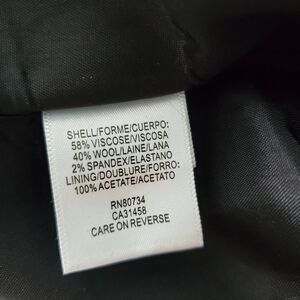 SHELL/FORME/CUERPO:
58% VISCOSE/VISCOSA
40% WOOL/LAINE/LANA
2% SPANDEX/ELASTANO
LINING/DOUBLURE/FORRO:
100% ACETATE/ACETATO
RN80734
CA31458
CARE ON REVERSE